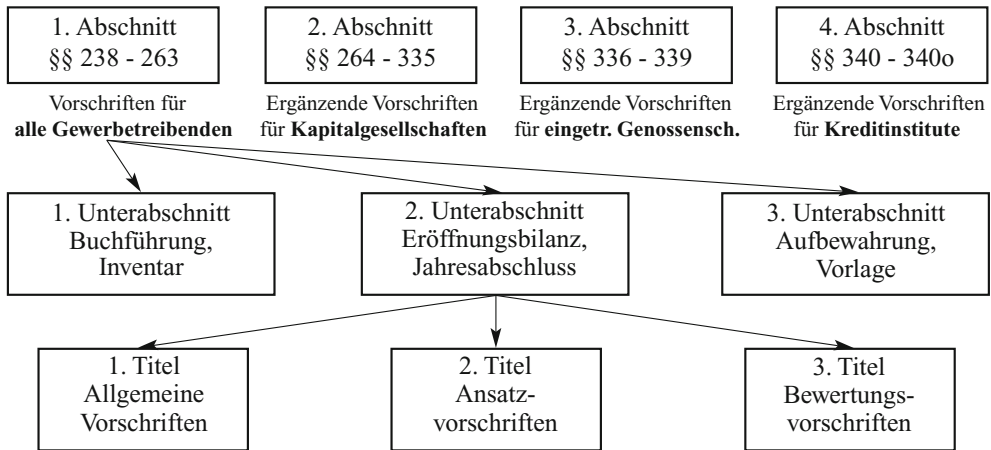 1. Abschnitt
§§ 238 - 263
2. Abschnitt
§§ 264 - 335
3. Abschnitt
§§ 336 - 339
4. Abschnitt
§§ 340 - 340o
Vorschriften für
alle Gewerbetreibenden
Ergänzende Vorschriften
für Kapitalgesellschaften
Ergänzende Vorschriften
für eingetr. Genossensch.
Ergänzende Vorschriften
für Kreditinstitute
1. Unterabschnitt
Buchführung,
Inventar
2. Unterabschnitt
Eröffnungsbilanz,
Jahresabschluss
3. Unterabschnitt
Aufbewahrung,
Vorlage
1. Titel
Allgemeine
Vorschriften
2. Titel
Ansatz-
vorschriften
3. Titel
Bewertungs-
vorschriften